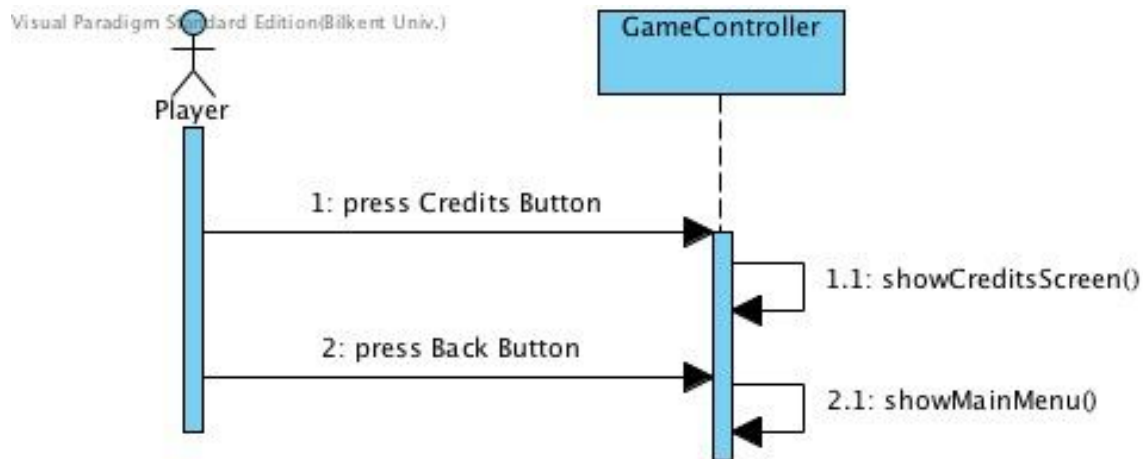 Visual Paradigm Standard Edition(Bilkent Univ.)
GameController
Player
1: press Credits Button
1.1: showCreditsScreen()
2: press Back Button
2.1: showMainMenu()